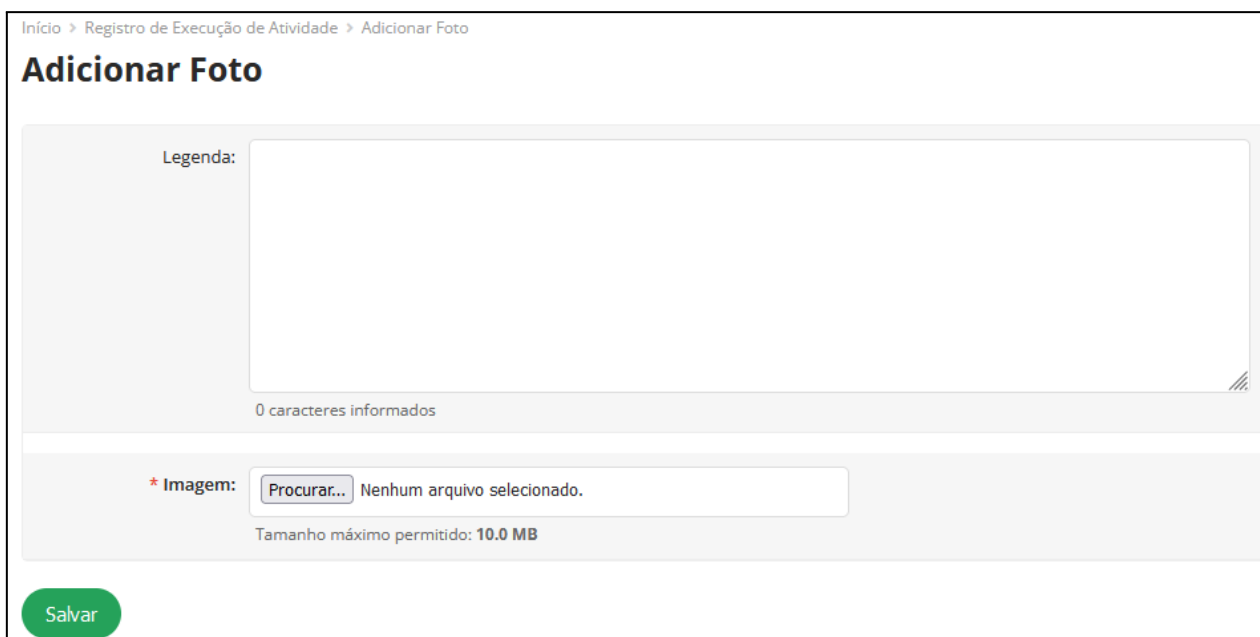 Início > Registro de Execução de Atividade > Adicionar Foto
Adicionar Foto
Legenda:
0 caracteres informados
* Imagem: Procurar... Nenhum arquivo selecionado.
Tamanho máximo permitido: 10.0 MB
Salvar